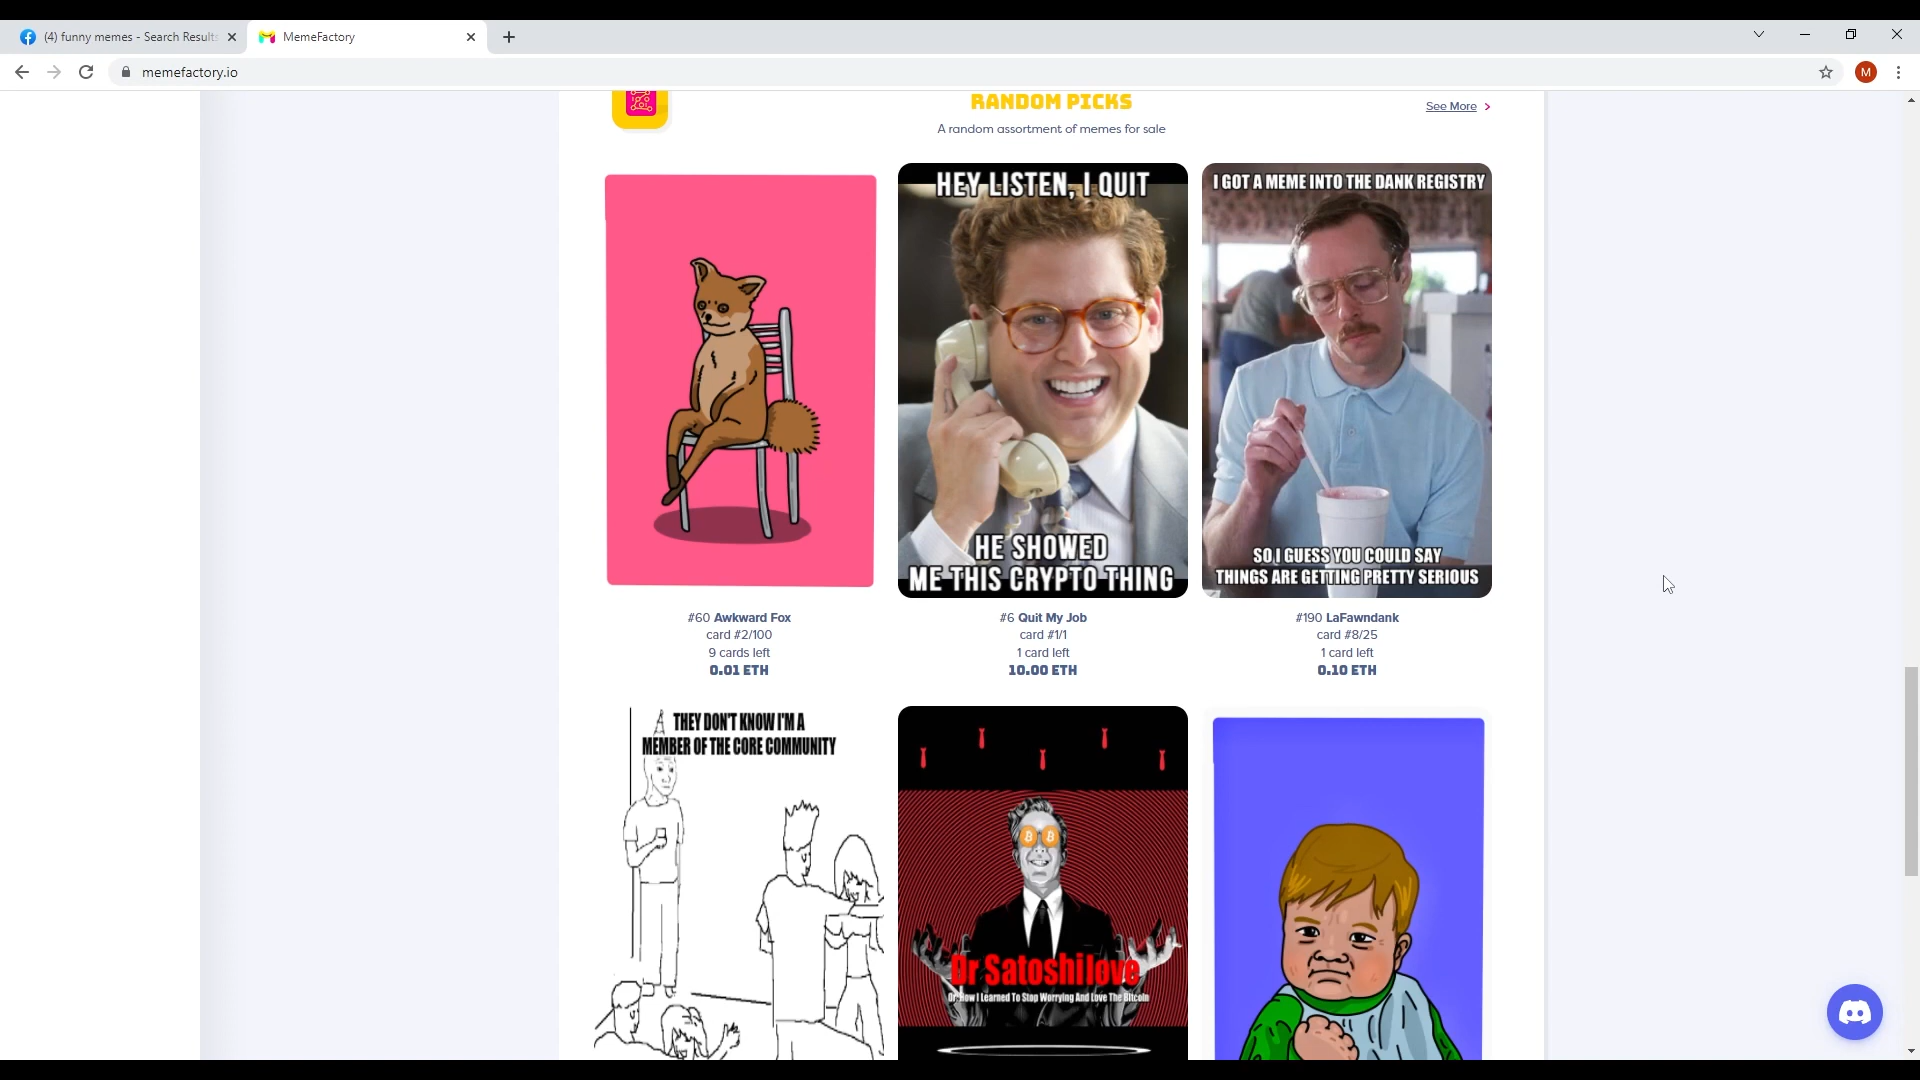 (4) funny memes - Search Results
MemeFactory
memefactory.io
M
RANDOM PICKS
See More
A random assortment of memes for sale
HEY LISTEN, I QUIT
HE SHOWED
ME THIS CRYPTO THING
I GOT A MEME INTO THE DANK REGISTRY
SO I GUESS YOU COULD SAY
THINGS ARE GETTING PRETTY SERIOUS
#60 Awkward Fox
card #2/100
9 cards left
0.01 ETH
#6 Quit My Job
card #1/1
1 card left
10.00 ETH
#190 LaFawndank
card #8/25
1 card left
0.10 ETH
THEY DON'T KNOW I'M A
MEMBER OF THE CORE COMMUNITY
Dr Satoshilove
Or: How I Learned To Stop Worrying And Love The Bitcoin